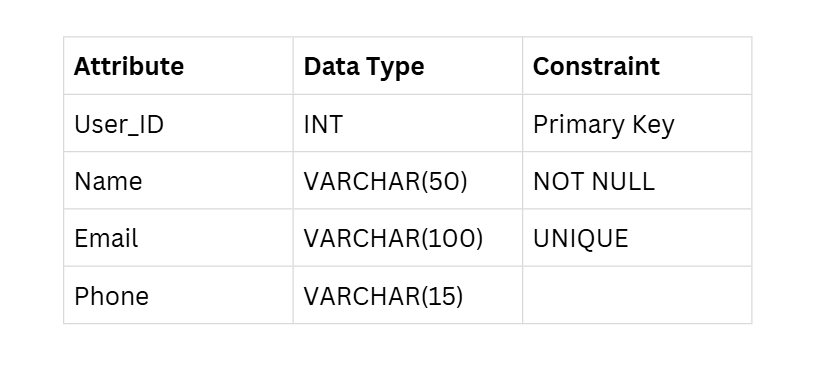 Attribute Data Type Constraint
User_ID INT Primary Key
Name VARCHAR(50) NOT NULL
Email VARCHAR(100) UNIQUE
Phone VARCHAR(15)